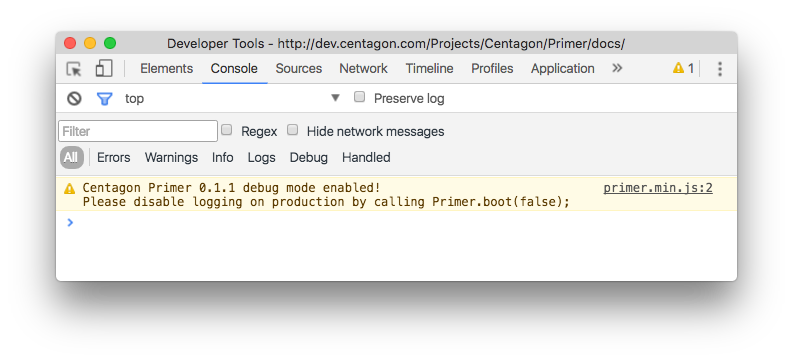 Developer Tools - http://dev.centagon.com/Projects/Centagon/Primer/docs/
Elements Console Sources Network Timeline Profiles Application » 1
top ▼ Preserve log
Filter Regex Hide network messages
All Errors Warnings Info Logs Debug Handled
Centagon Primer 0.1.1 debug mode enabled! primer.min.js:2
Please disable logging on production by calling Primer.boot(false);
>